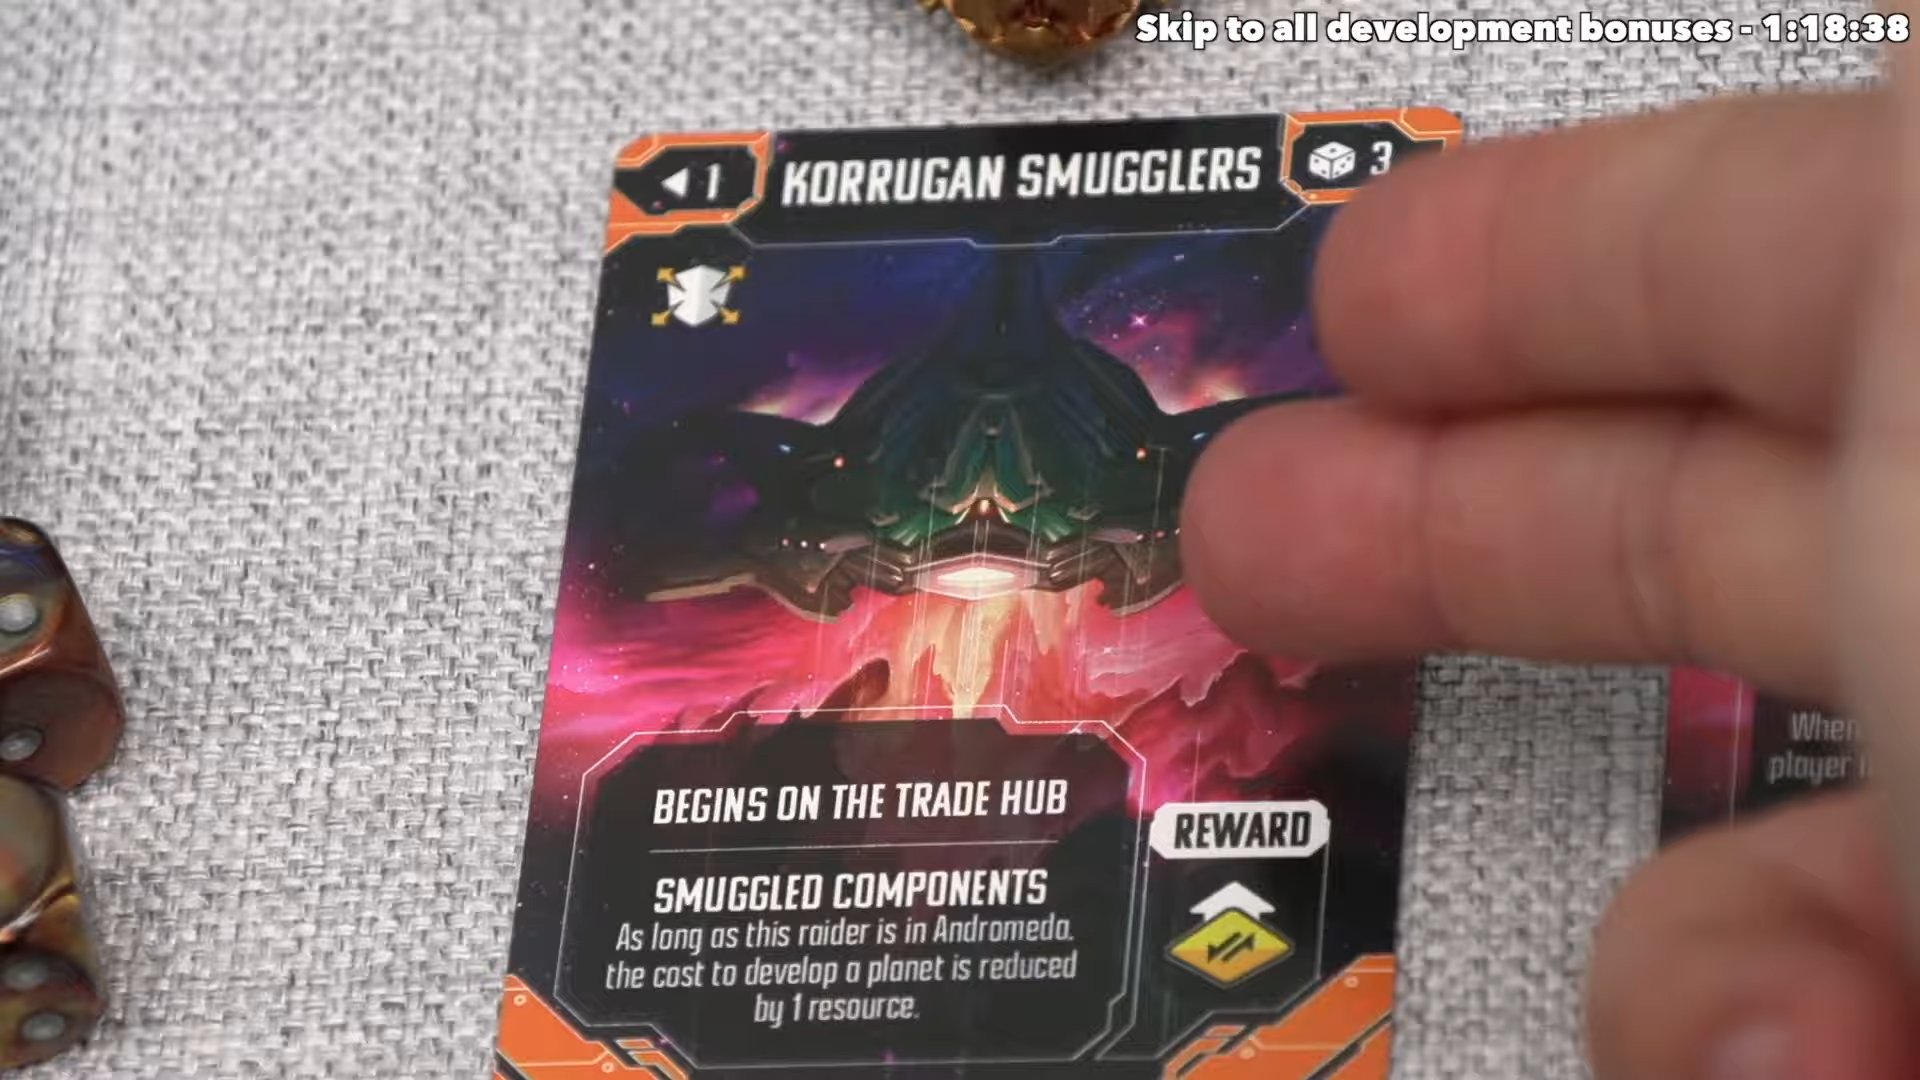 Skip to all development bonuses - 1:18:38
1
KORRUGAN SMUGGLERS
3
BEGINS ON THE TRADE HUB
REWARD
SMUGGLED COMPONENTS
As long as this raider is in Andromeda,
the cost to develop a planet is reduced
by 1 resource.
When
player